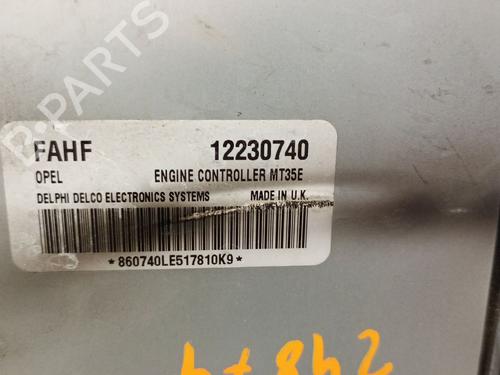 B-PARTS
FAHF 12230740
OPEL ENGINE CONTROLLER MT35E
DELPHI DELCO ELECTRONICS SYSTEMS MADE IN U.K.
*860740LE517810K9*